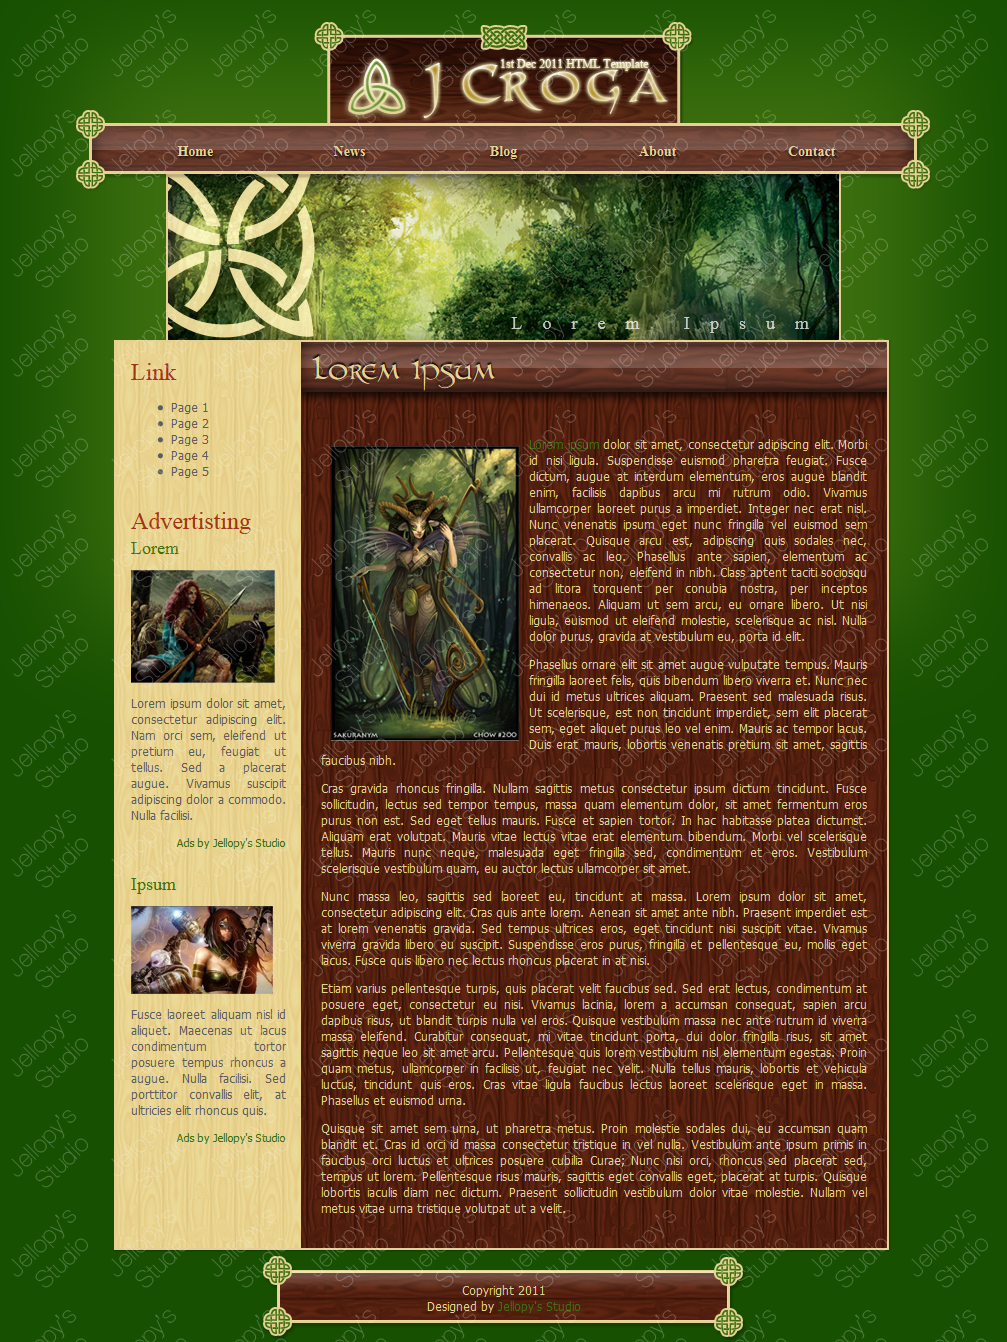 1st Dec 2011 HTML Template
J CROGA
Home News Blog About Contact
Lorem Ipsum
Link
Page 1
Page 2
Page 3
Page 4
Page 5
Advertisting
Lorem
Lorem ipsum dolor sit amet,
consectetur adipiscing elit.
Nam orci sem, eleifend ut
pretium eu, feugiat ut
tellus. Sed a placerat
augue. Vivamus suscipit
adipiscing dolor a commodo.
Nulla facilisi.
Ads by Jellopy's Studio
Ipsum
Fusce laoreet aliquam nisl id
aliquet. Maecenas ut lacus
condimentum tortor
posuere tempus rhoncus a
augue. Nulla facilisi. Sed
porttitor convallis elit, at
ultricies elit rhoncus quis.
Ads by Jellopy's Studio
Lorem Ipsum
SAKURANYM CHOW #200
Lorem ipsum dolor sit amet, consectetur adipiscing elit. Morbi
id nisi ligula. Suspendisse euismod pharetra feugiat. Fusce
dictum, augue at interdum elementum, eros augue blandit
enim, facilisis dapibus arcu mi rutrum odio. Vivamus
ullamcorper laoreet purus a imperdiet. Integer nec erat nisl.
Nunc venenatis ipsum eget nunc fringilla vel euismod sem
placerat. Quisque arcu est, adipiscing quis sodales nec,
convallis ac leo. Phasellus ante sapien, elementum ac
consectetur non, eleifend in nibh. Class aptent taciti sociosqu
ad litora torquent per conubia nostra, per inceptos
himenaeos. Aliquam ut sem arcu, eu ornare libero. Ut nisi
ligula, euismod ut eleifend molestie, scelerisque ac nisl. Nulla
dolor purus, gravida at vestibulum eu, porta id elit.
Phasellus ornare elit sit amet augue vulputate tempus. Mauris
fringilla laoreet felis, quis bibendum libero viverra et. Nunc nec
dui id metus ultrices aliquam. Praesent sed malesuada risus.
Ut scelerisque, est non tincidunt imperdiet, sem elit placerat
sem, eget aliquet purus leo vel enim. Mauris ac tempor lacus.
Duis erat mauris, lobortis venenatis pretium sit amet, sagittis
faucibus nibh.
Cras gravida rhoncus fringilla. Nullam sagittis metus consectetur ipsum dictum tincidunt. Fusce
sollicitudin, lectus sed tempor tempus, massa quam elementum dolor, sit amet fermentum eros
purus non est. Sed eget tellus mauris. Fusce et sapien tortor. In hac habitasse platea dictumst.
Aliquam erat volutpat. Mauris vitae lectus vitae erat elementum bibendum. Morbi vel scelerisque
tellus. Mauris nunc neque, malesuada eget fringilla sed, condimentum et eros. Vestibulum
scelerisque vestibulum quam, eu auctor lectus ullamcorper sit amet.
Nunc massa leo, sagittis sed laoreet eu, tincidunt at massa. Lorem ipsum dolor sit amet,
consectetur adipiscing elit. Cras quis ante lorem. Aenean sit amet ante nibh. Praesent imperdiet est
at lorem venenatis gravida. Sed tempus ultrices eros, eget tincidunt nisi suscipit vitae. Vivamus
viverra gravida libero eu suscipit. Suspendisse eros purus, fringilla et pellentesque eu, mollis eget
lacus. Fusce quis libero nec lectus rhoncus placerat in at nisi.
Etiam varius pellentesque turpis, quis placerat velit faucibus sed. Sed erat lectus, condimentum at
posuere eget, consectetur eu nisi. Vivamus lacinia, lorem a accumsan consequat, sapien arcu
dapibus risus, ut blandit turpis nulla vel eros. Quisque vestibulum massa nec ante rutrum id viverra
massa eleifend. Curabitur consequat, mi vitae tincidunt porta, dui dolor fringilla risus, sit amet
sagittis neque leo sit amet arcu. Pellentesque quis lorem vestibulum nisl elementum egestas. Proin
quam metus, ullamcorper in facilisis ut, feugiat nec velit. Nulla tellus mauris, lobortis et vehicula
luctus, tincidunt quis eros. Cras vitae ligula faucibus lectus laoreet scelerisque eget in massa.
Phasellus et euismod urna.
Quisque sit amet sem urna, ut pharetra metus. Proin molestie sodales dui, eu accumsan quam
blandit et. Cras id orci id massa consectetur tristique in vel nulla. Vestibulum ante ipsum primis in
faucibus orci luctus et ultrices posuere cubilia Curae; Nunc nisi orci, rhoncus sed placerat sed,
tempus ut lorem. Pellentesque risus mauris, sagittis eget convallis eget, placerat at turpis. Quisque
lobortis iaculis diam nec dictum. Praesent sollicitudin vestibulum dolor vitae molestie. Nullam vel
metus vitae urna tristique volutpat ut a velit.
Copyright 2011
Designed by Jellopy's Studio
Jellopy's
Studio